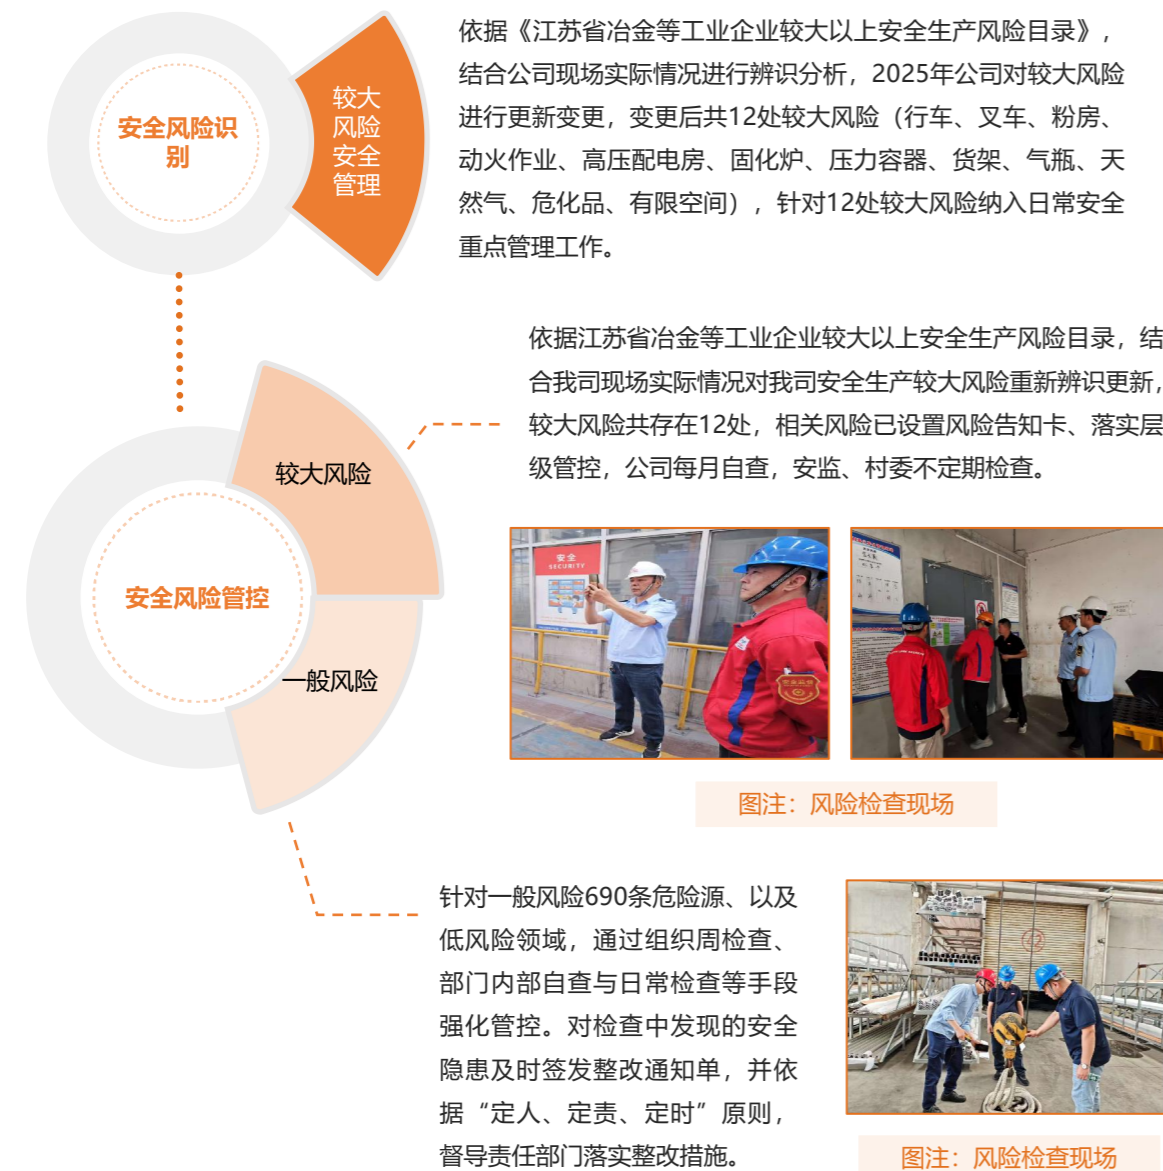 安全风险识
别
较大
风险
安全
管理
依据《江苏省冶金等工业企业较大以上安全生产风险目录》，
结合公司现场实际情况进行辨识分析，2025年公司对较大风险
进行更新变更，变更后共12处较大风险（行车、叉车、粉房、
动火作业、高压配电房、固化炉、压力容器、货架、气瓶、天
然气、危化品、有限空间），针对12处较大风险纳入日常安全
重点管理工作。
依据江苏省冶金等工业企业较大以上安全生产风险目录，结
合我司现场实际情况对我司安全生产较大风险重新辨识更新，
较大风险共存在12处，相关风险已设置风险告知卡、落实层
级管控，公司每月自查，安监、村委不定期检查。
较大风险
安全风险管控
一般风险
安全
SECURITY
图注：风险检查现场
针对一般风险690条危险源、以及
低风险领域，通过组织周检查、
部门内部自查与日常检查等手段
强化管控。对检查中发现的安全
隐患及时签发整改通知单，并依
据“定人、定责、定时”原则，
督导责任部门落实整改措施。
图注：风险检查现场